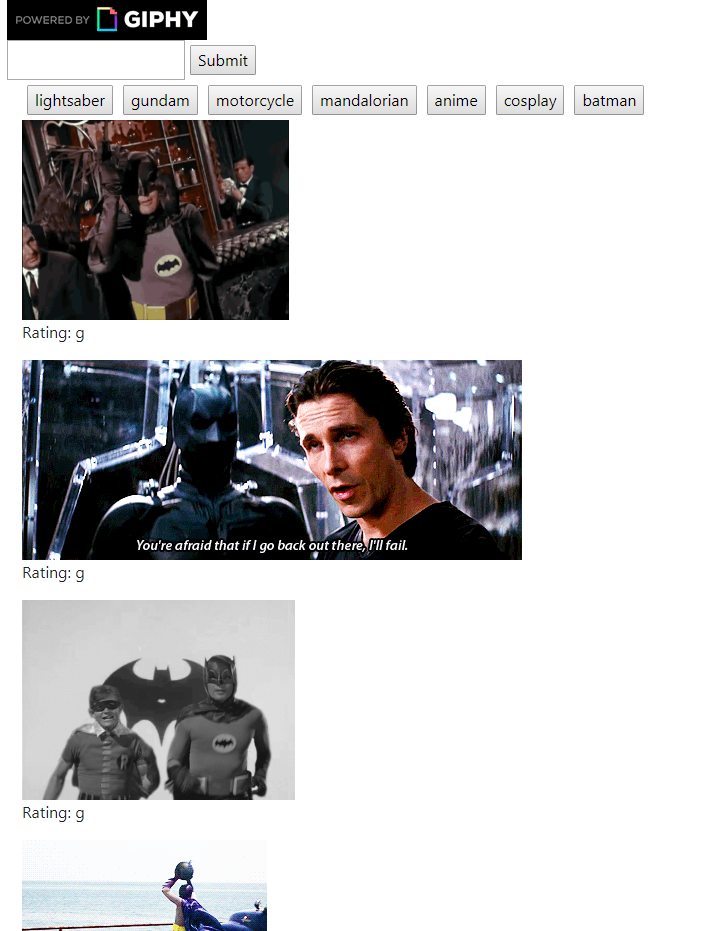 POWERED BY GIPHY
Submit
lightsaber gundam motorcycle mandalorian anime cosplay batman
Rating: g
You're afraid that if I go back out there, I'll fail.
Rating: g
Rating: g